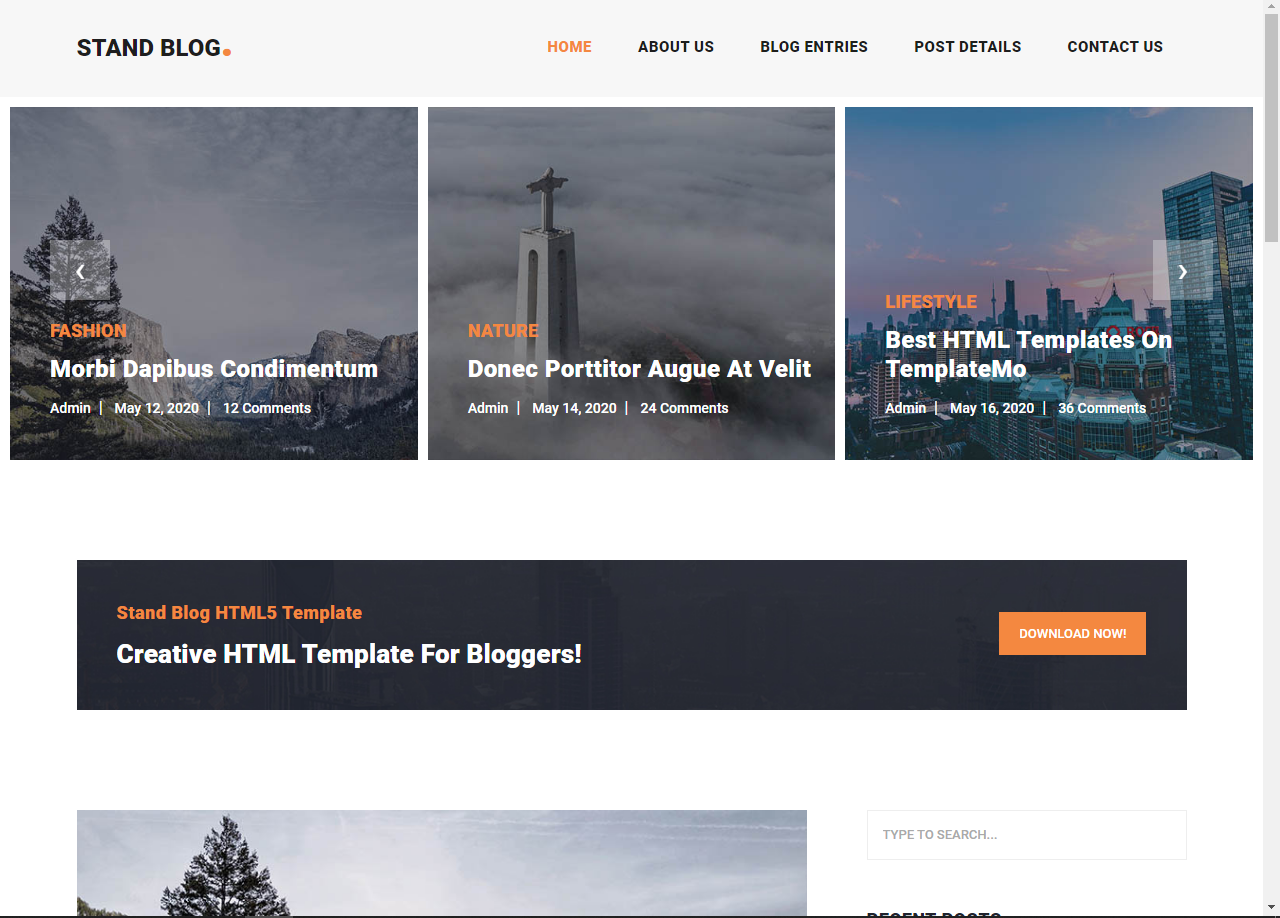 STAND BLOG.
HOME ABOUT US BLOG ENTRIES POST DETAILS CONTACT US
‹ ›
FASHION
Morbi Dapibus Condimentum
Admin | May 12, 2020 | 12 Comments
NATURE
Donec Porttitor Augue At Velit
Admin | May 14, 2020 | 24 Comments
LIFESTYLE
Best HTML Templates On
TemplateMo
Admin | May 16, 2020 | 36 Comments
Stand Blog HTML5 Template
Creative HTML Template For Bloggers!
DOWNLOAD NOW!
TYPE TO SEARCH...
RECENT POSTS